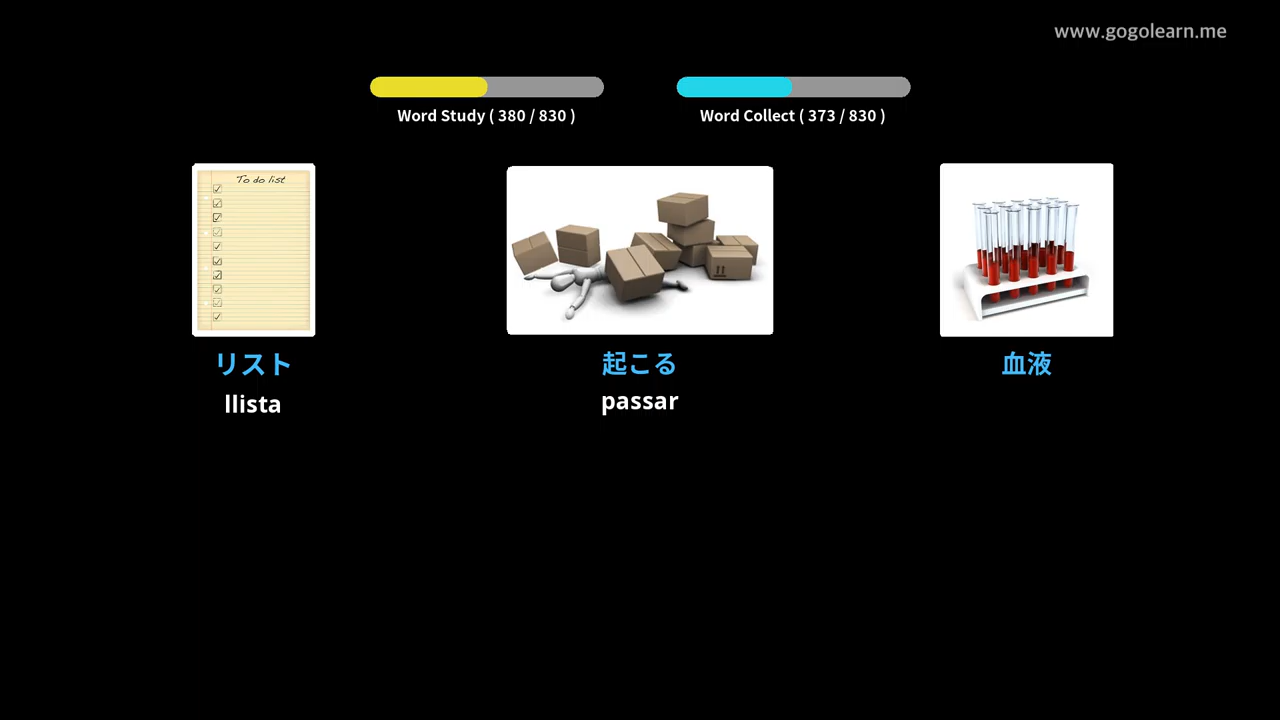 www.gogolearn.me
Word Study ( 380 / 830 )
Word Collect ( 373 / 830 )
To do list
リスト
llista
起こる
passar
血液